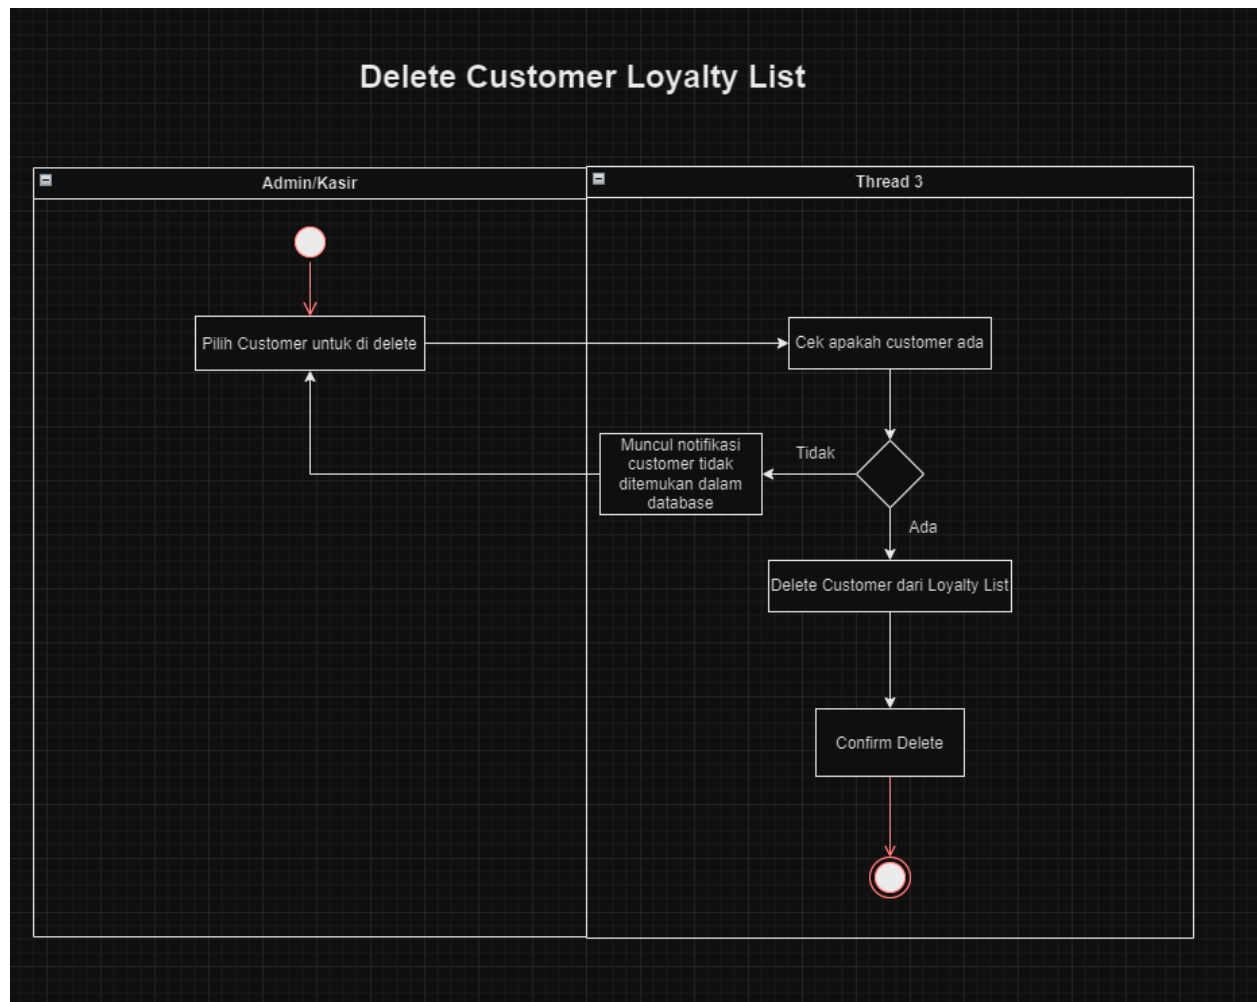 Delete Customer Loyalty List
Admin/Kasir
Thread 3
Pilih Customer untuk di delete
Cek apakah customer ada
Muncul notifikasi
customer tidak
ditemukan dalam
database
Tidak
Ada
Delete Customer dari Loyalty List
Confirm Delete